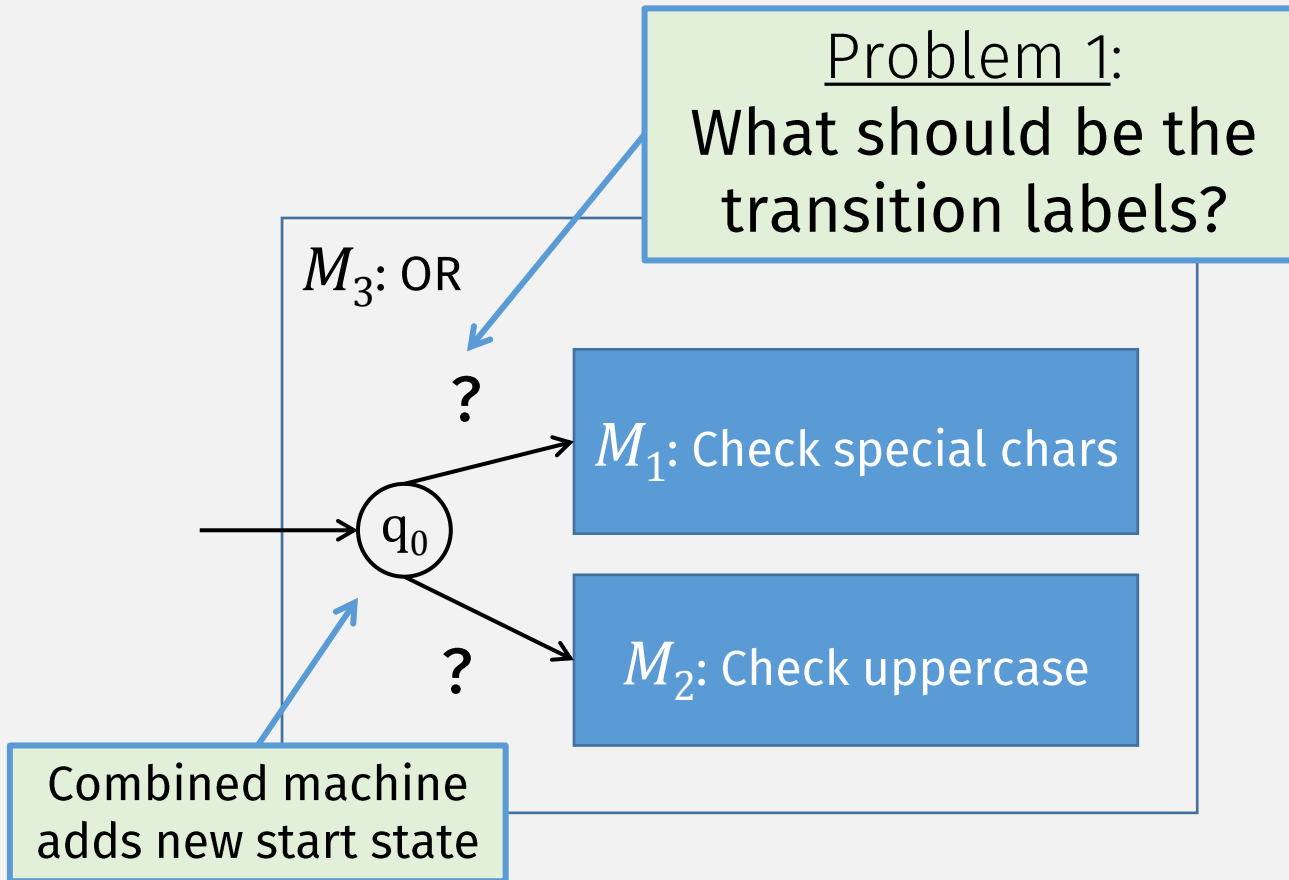 Problem 1:
What should be the
transition labels?
M₃: OR
?
M₁: Check special chars
q₀
?
M₂: Check uppercase
Combined machine
adds new start state